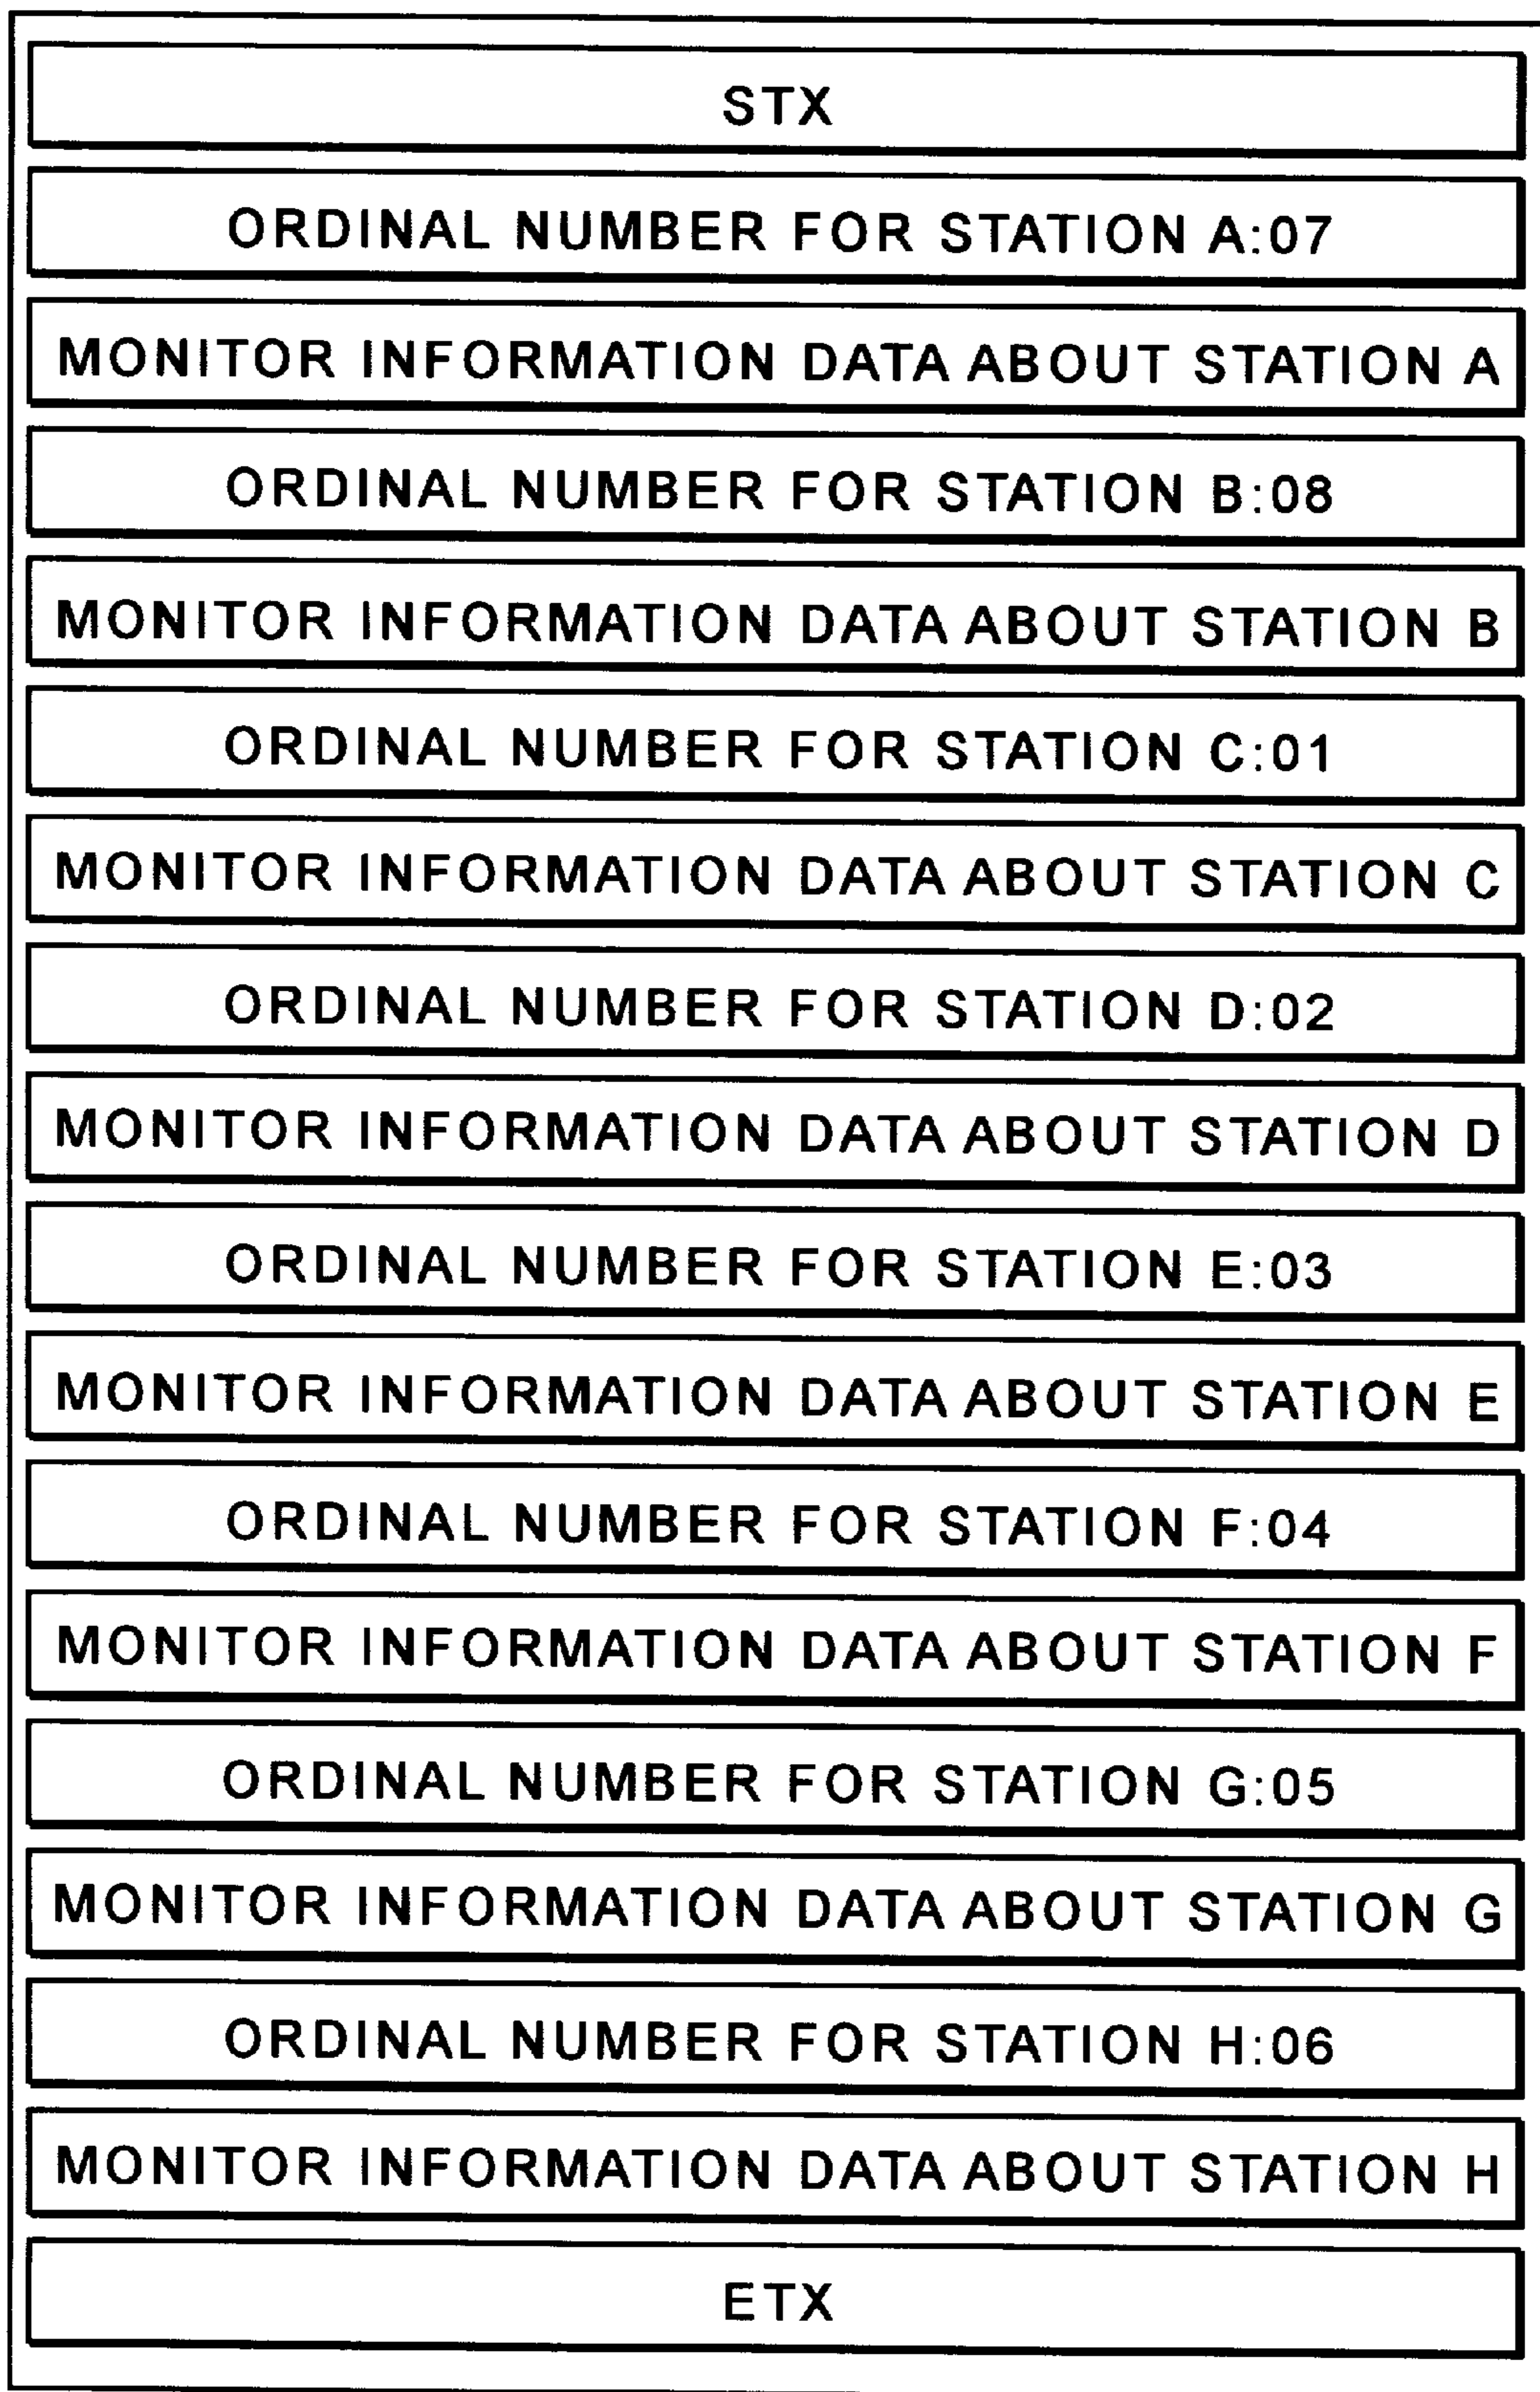 STX
ORDINAL NUMBER FOR STATION A:07
MONITOR INFORMATION DATA ABOUT STATION A
ORDINAL NUMBER FOR STATION B:08
MONITOR INFORMATION DATA ABOUT STATION B
ORDINAL NUMBER FOR STATION C:01
MONITOR INFORMATION DATA ABOUT STATION C
ORDINAL NUMBER FOR STATION D:02
MONITOR INFORMATION DATA ABOUT STATION D
ORDINAL NUMBER FOR STATION E:03
MONITOR INFORMATION DATA ABOUT STATION E
ORDINAL NUMBER FOR STATION F:04
MONITOR INFORMATION DATA ABOUT STATION F
ORDINAL NUMBER FOR STATION G:05
MONITOR INFORMATION DATA ABOUT STATION G
ORDINAL NUMBER FOR STATION H:06
MONITOR INFORMATION DATA ABOUT STATION H
ETX